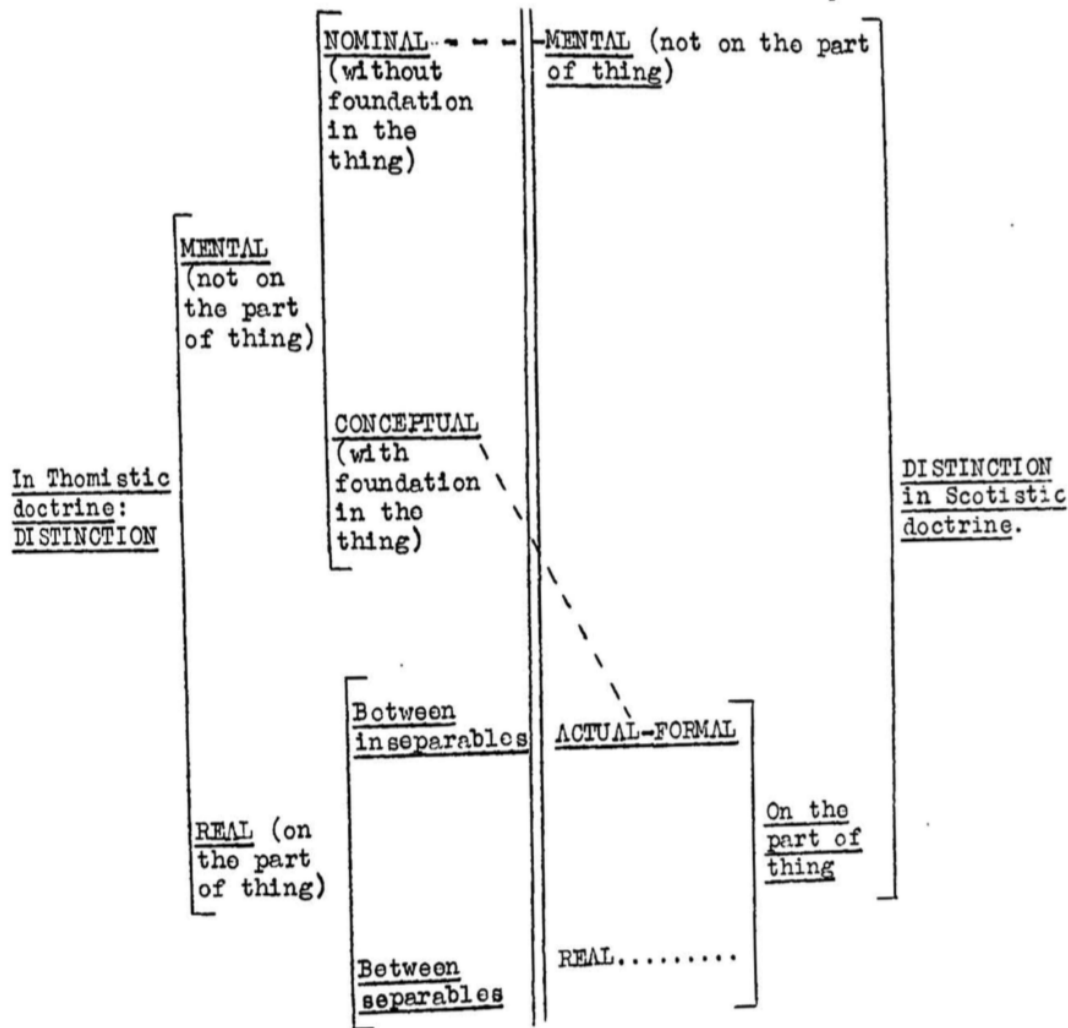 NOMINAL
(without
foundation
in the
thing)
MENTAL (not on the part
of thing)
MENTAL
(not on
the part
of thing)
CONCEPTUAL
(with
foundation
in the
thing)
In Thomistic
doctrine:
DISTINCTION
DISTINCTION
in Scotistic
doctrine.
Between
inseparables
ACTUAL-FORMAL
REAL (on
the part
of thing)
On the
part of
thing
Between
separables
REAL.........